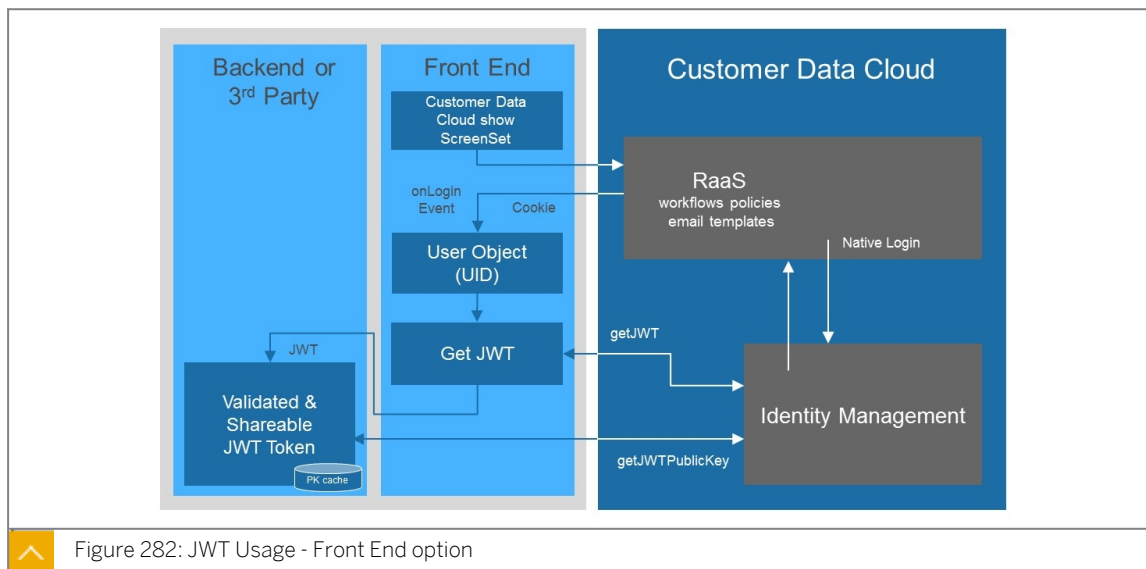 Backend or
3rd Party
Front End
Customer Data Cloud
Customer Data
Cloud show
ScreenSet
RaaS
workflows policies
email templates
onLogin
Event
Cookie
Native Login
User Object
(UID)
getJWT
JWT
Get JWT
Validated &
Shareable
JWT Token
Identity Management
getJWTPublicKey
PK cache
Figure 282: JWT Usage - Front End option